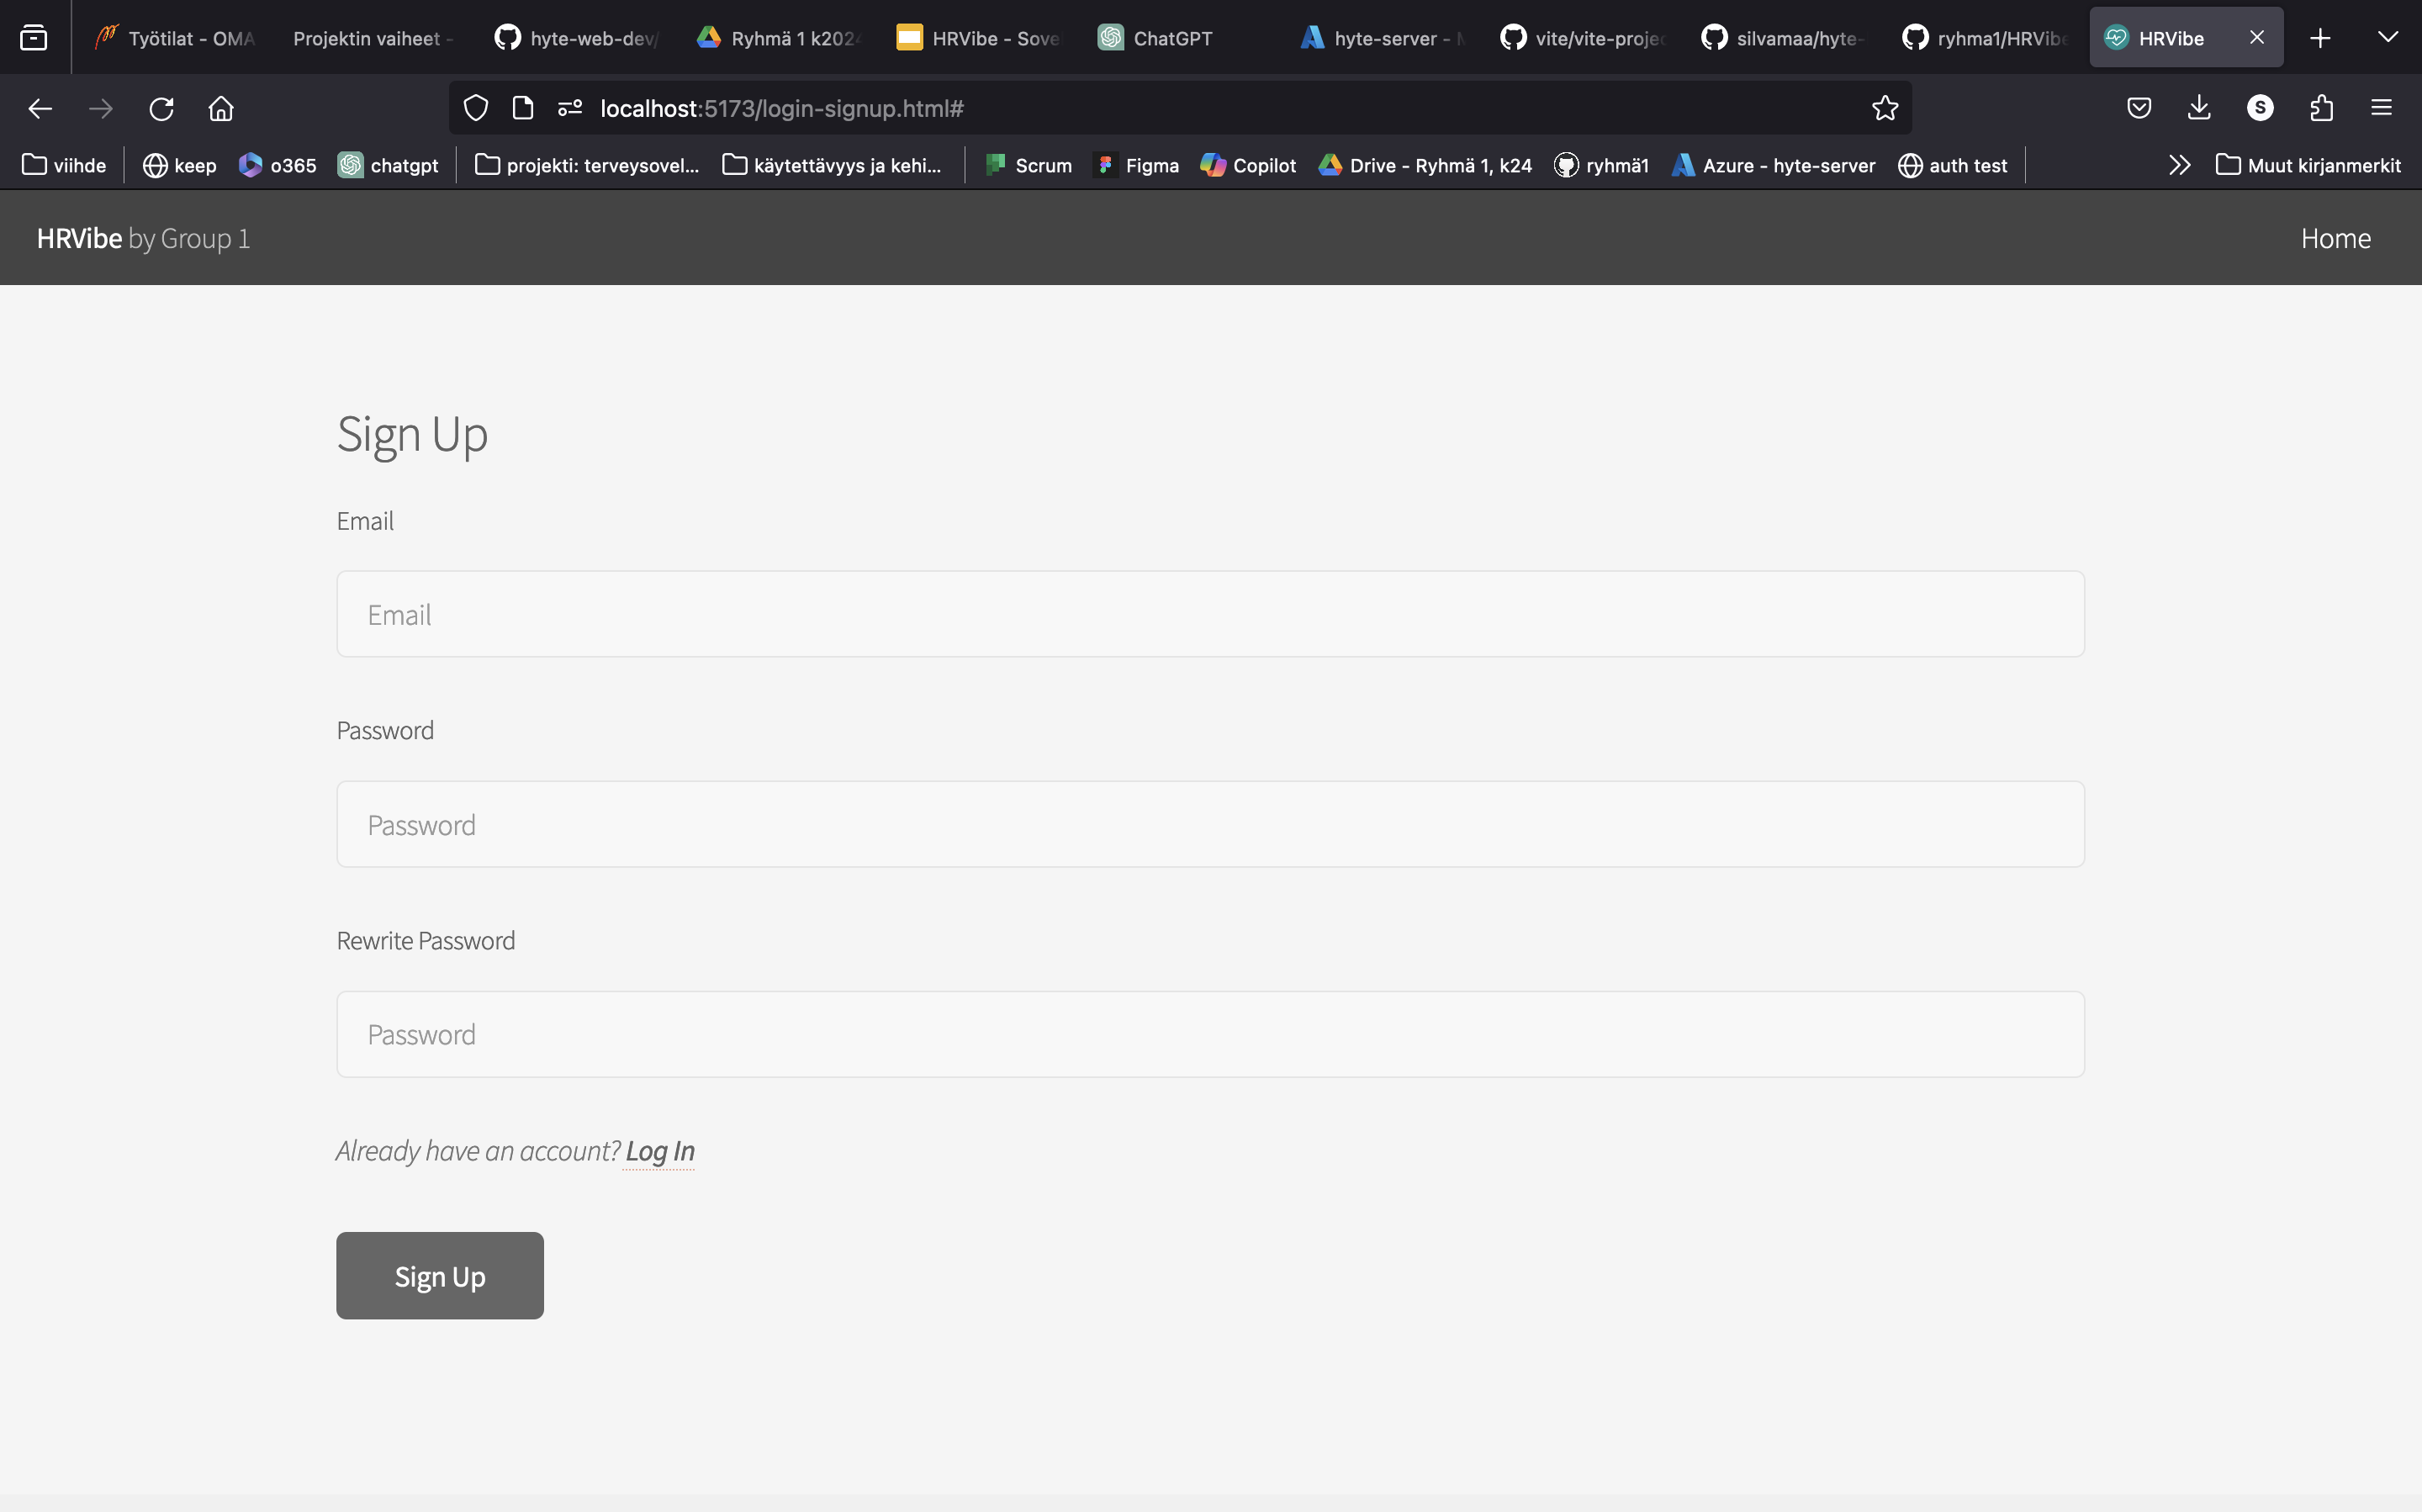 Työtilat - OMA Projektin vaiheet - hyte-web-dev/ Ryhmä 1 k2024 HRVibe - Sove ChatGPT hyte-server - M vite/vite-projec silvamaa/hyte- ryhma1/HRVibe HRVibe
localhost:5173/login-signup.html# S
viihde keep o365 chatgpt projekti: terveysovel... käytettävyys ja kehi... Scrum Figma Copilot Drive - Ryhmä 1, k24 ryhmä1 Azure - hyte-server auth test Muut kirjanmerkit
HRVibe by Group 1 Home
Sign Up
Email
Email
Password
Password
Rewrite Password
Password
Already have an account? Log In
Sign Up